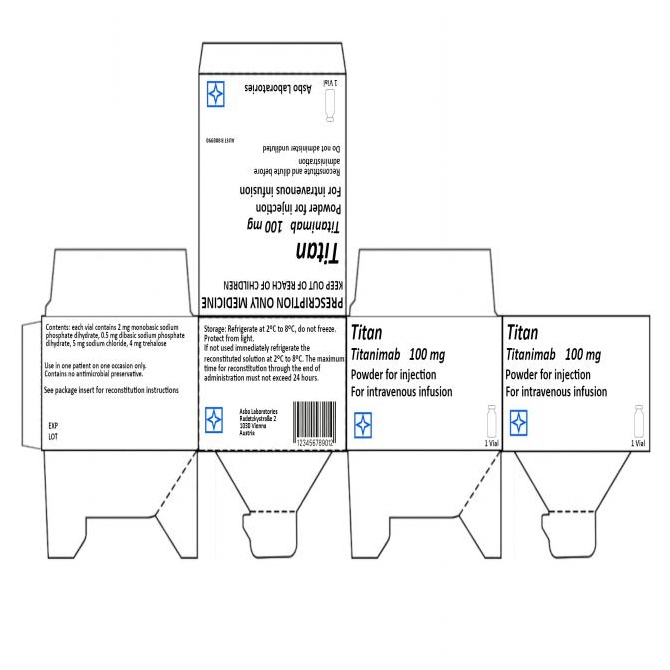 PRESCRIPTION ONLY MEDICINE
KEEP OUT OF REACH OF CHILDREN
Titan
Titanimab 100 mg
Powder for injection
For intravenous infusion
Reconstitute and dilute before
administration
Do not administer undiluted
AUST R 889990
Asbo Laboratories
1 Vial
Contents: each vial contains 2 mg monobasic sodium
phosphate dihydrate, 0.5 mg dibasic sodium phosphate
dihydrate, 5 mg sodium chloride, 4 mg trehalose
Use in one patient on one occasion only.
Contains no antimicrobial preservative.
See package insert for reconstitution instructions
EXP
LOT
Storage: Refrigerate at 2ºC to 8ºC, do not freeze.
Protect from light.
If not used immediately refrigerate the
reconstituted solution at 2ºC to 8ºC. The maximum
time for reconstitution through the end of
administration must not exceed 24 hours.
Asbo Laboratories
Radetzkystraße 2
1030 Vienna
Austria
123456789012
Titan
Titanimab 100 mg
Powder for injection
For intravenous infusion
1 Vial
Titan
Titanimab 100 mg
Powder for injection
For intravenous infusion
1 Vial